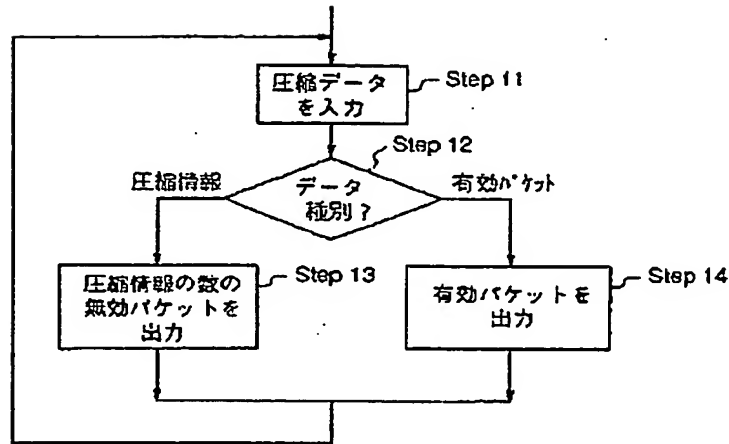 圧縮データ
を入力
Step 11
Step 12
データ
種別？
圧縮情報
有効パケット
圧縮情報の数の
無効パケットを
出力
Step 13
有効パケットを
出力
Step 14